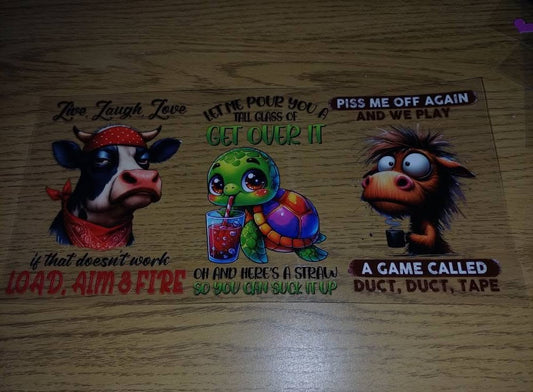 Live, Laugh, Love
if that doesn't work
LOAD, AIM & FIRE
LET ME POUR YOU A
TALL GLASS OF
GET OVER IT
OH AND HERE'S A STRAW
SO YOU CAN SUCK IT UP
PISS ME OFF AGAIN
AND WE PLAY
A GAME CALLED
DUCT, DUCT, TAPE